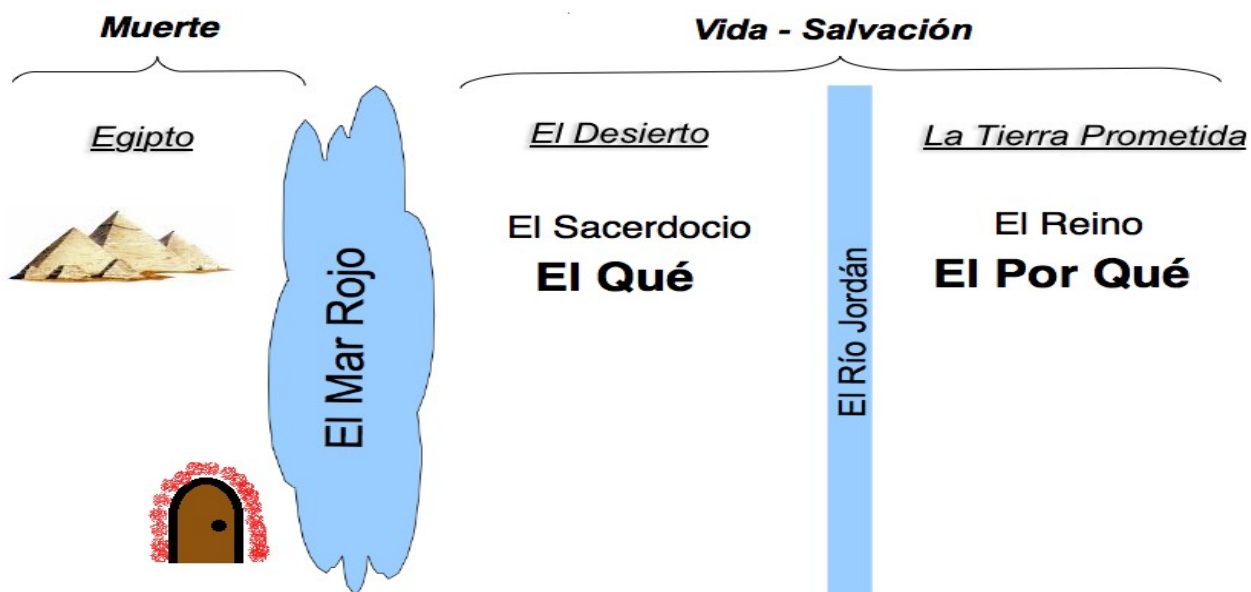 Muerte
Vida - Salvación
Egipto
El Mar Rojo
El Desierto
El Sacerdocio
El Qué
El Río Jordán
La Tierra Prometida
El Reino
El Por Qué